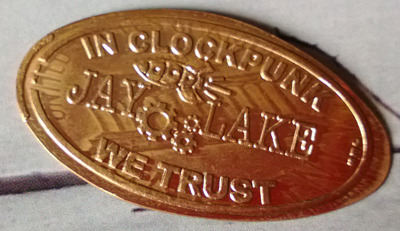 IN CLOCKPUNK
JAY LAKE
WE TRUST